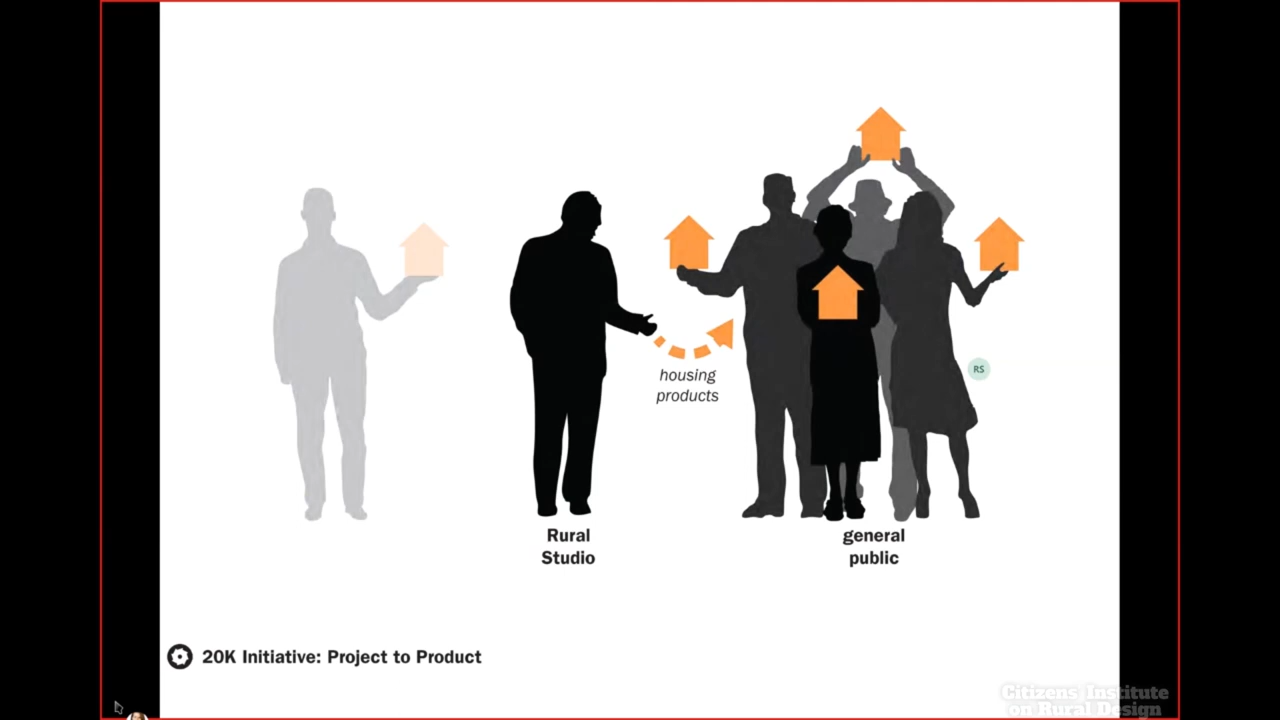 housing
products
RS
Rural
Studio
general
public
20K Initiative: Project to Product
Citizens Institute
on Rural Design